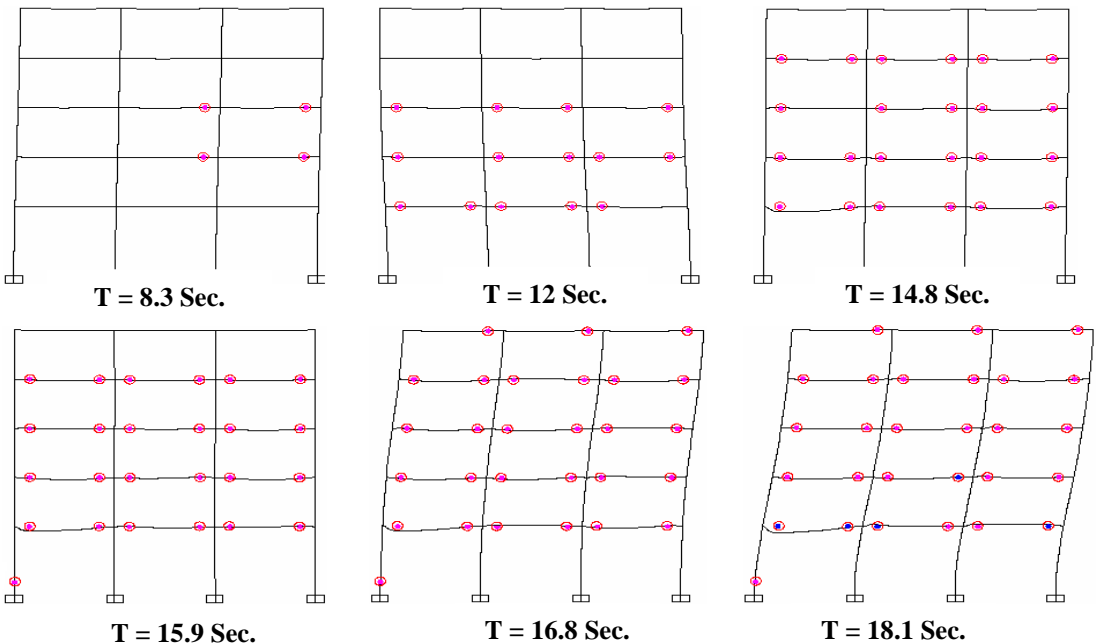 T = 8.3 Sec.
T = 12 Sec.
T = 14.8 Sec.
T = 15.9 Sec.
T = 16.8 Sec.
T = 18.1 Sec.